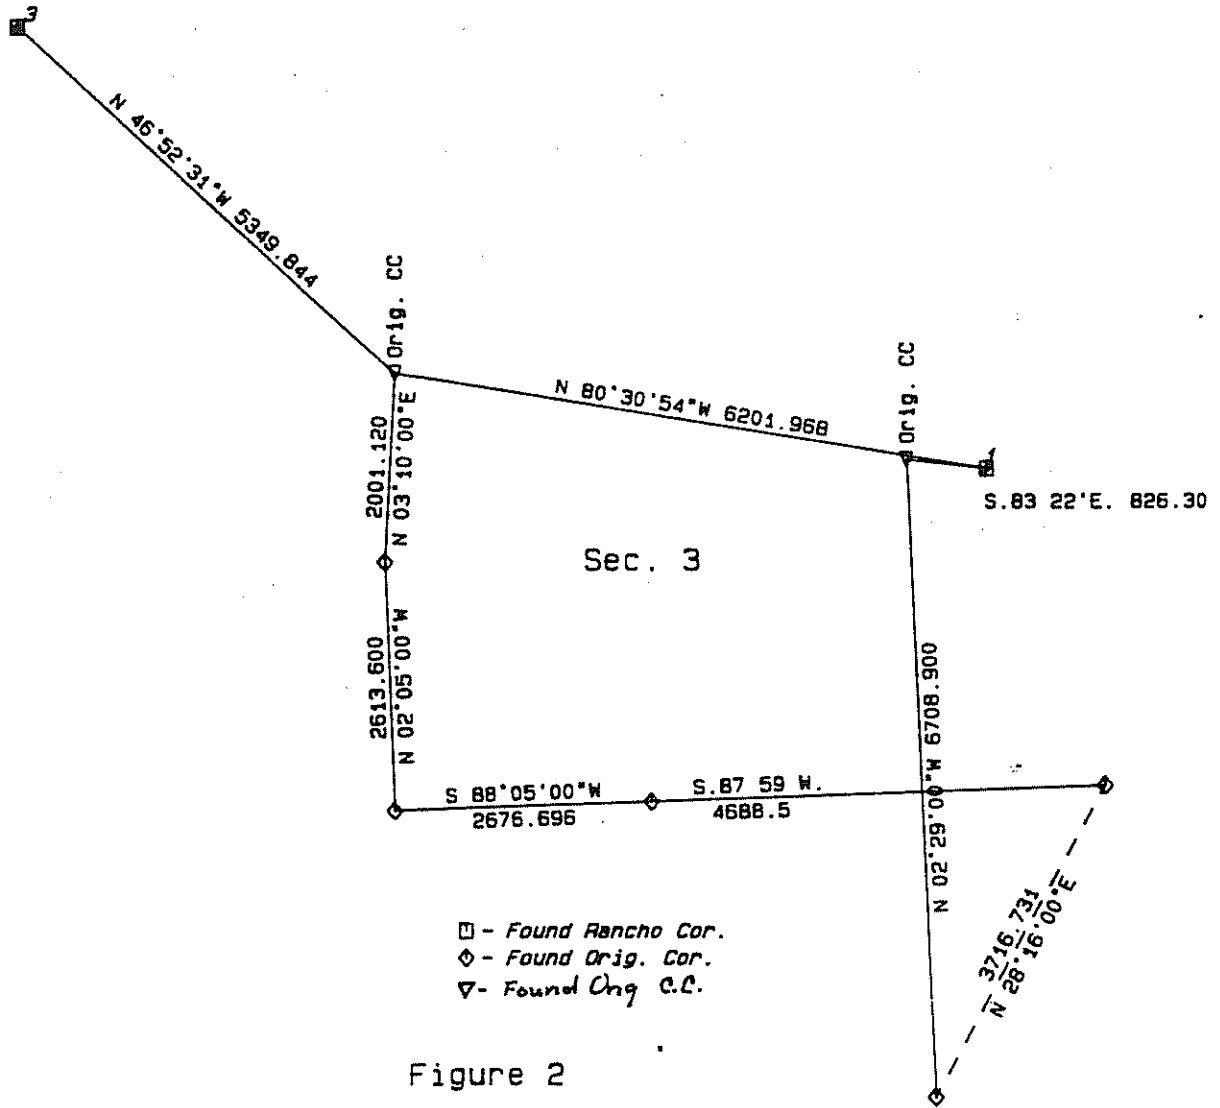 3
N 46°52'31"W 5349.844
Orig. CC
N 80°30'54"W 6201.968
Orig. CC
1
S.83 22'E. 826.30
2001.120
N 03°10'00"E
Sec. 3
2613.600
N 02°05'00"W
N 02°29'00"W 6708.900
S 88°05'00"W
2676.696
S.87 59 W.
4688.5
3716.731
N 28°16'00"E
- Found Rancho Cor.
- Found Orig. Cor.
- Found Orig C.C.
Figure 2